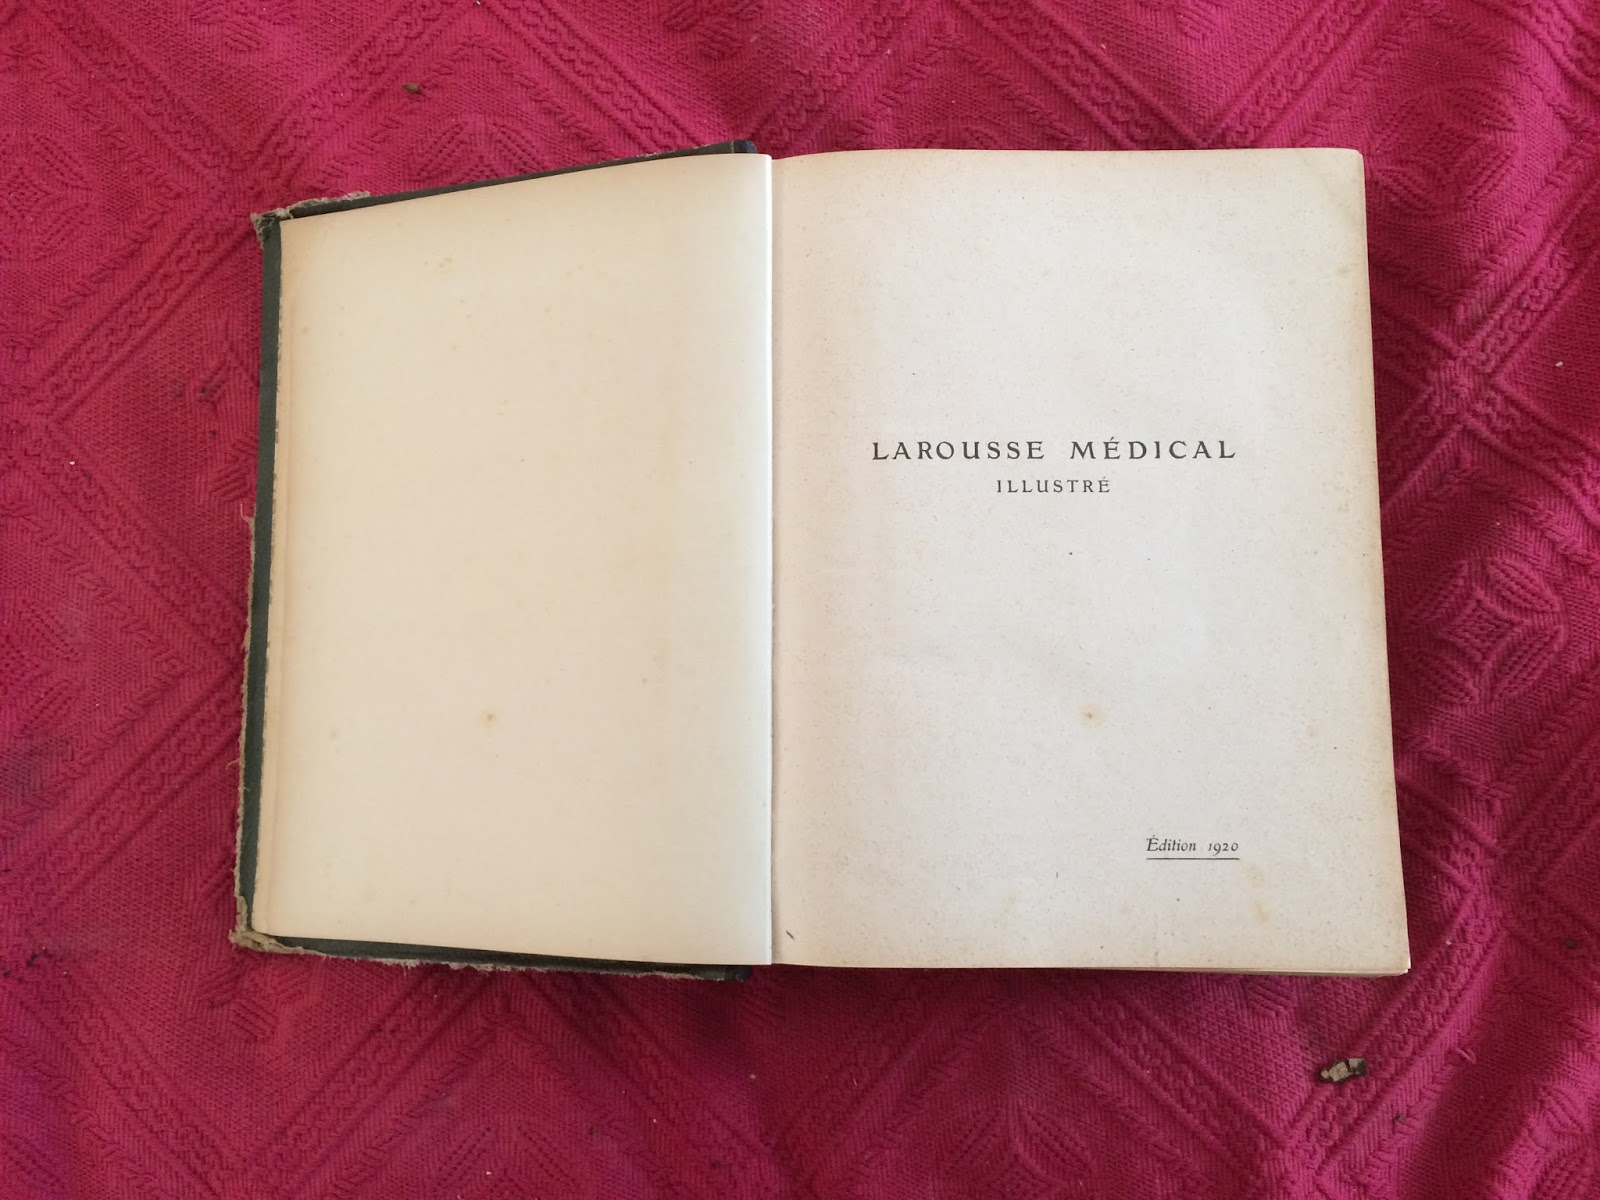 LAROUSSE MÉDICAL
ILLUSTRÉ
Édition 1920